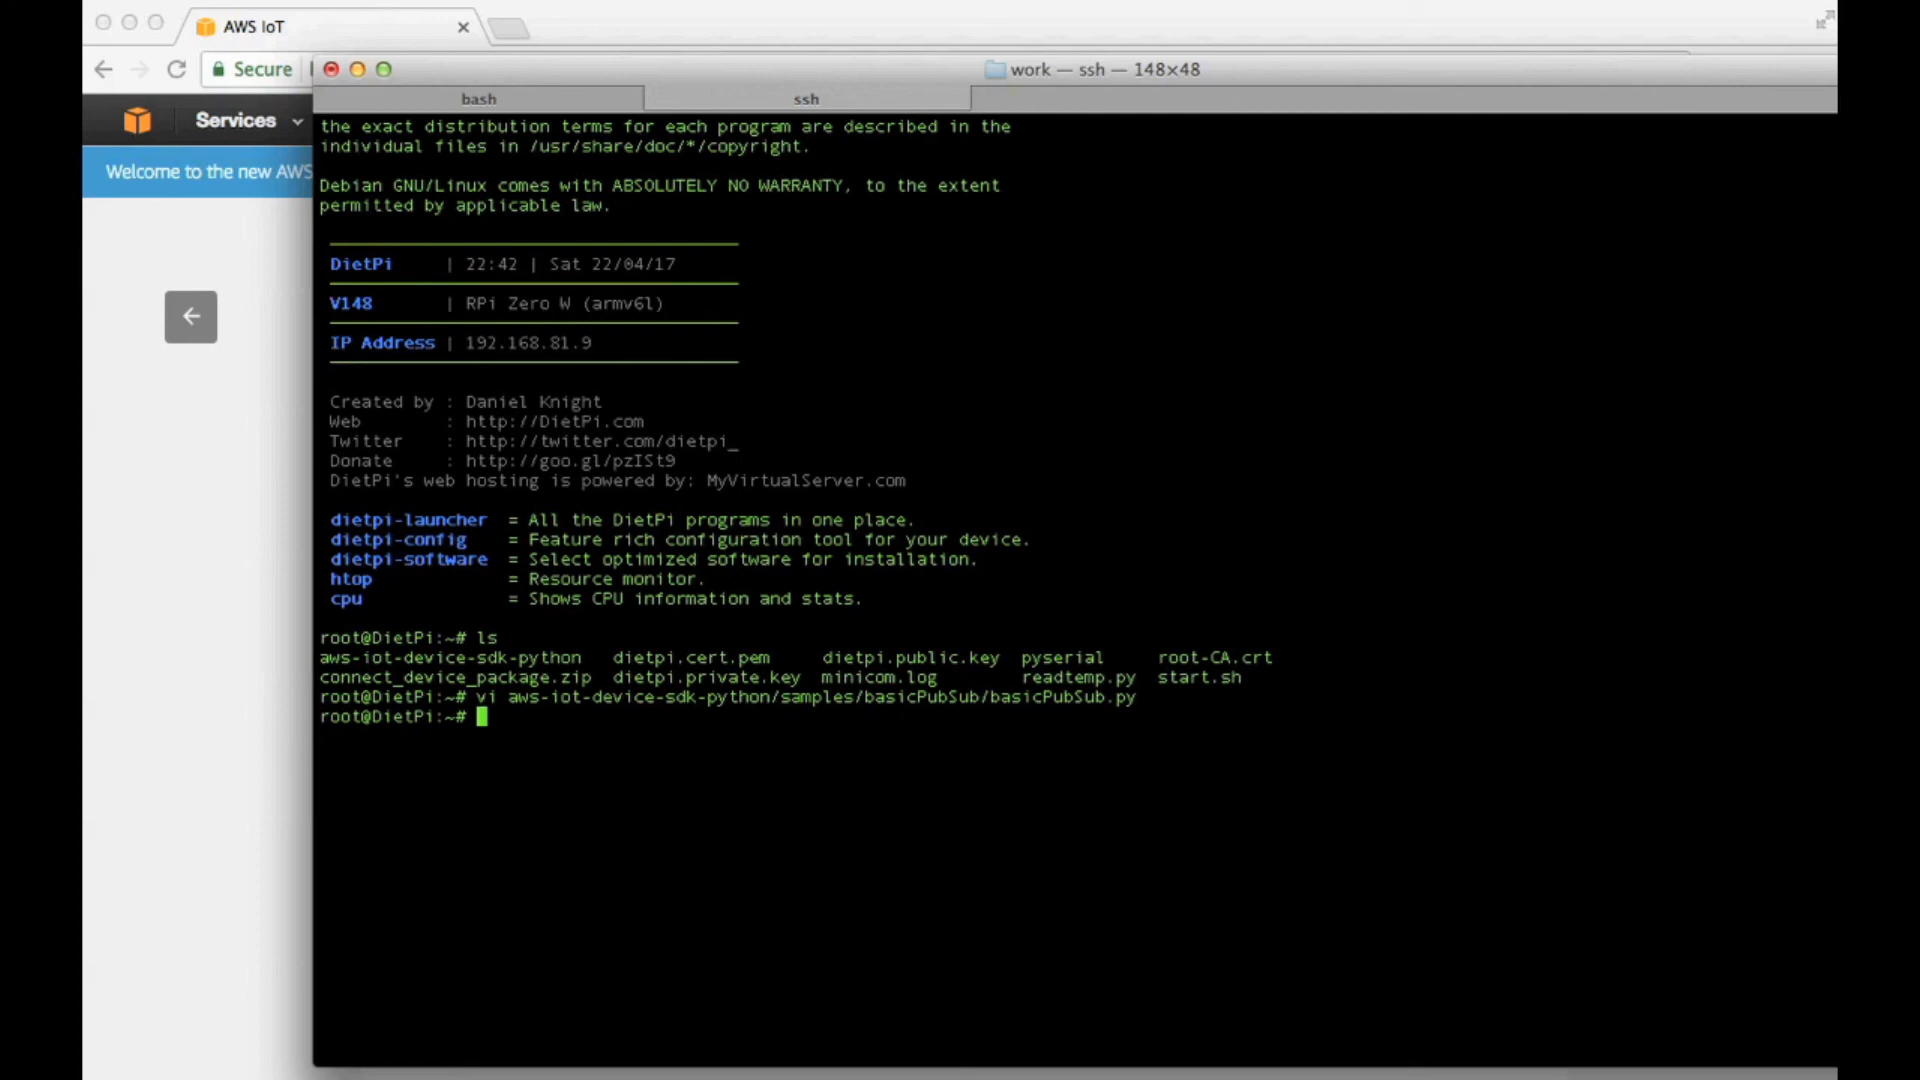 AWS IoT
Secure
work — ssh — 148×48
bash
ssh
Services
Welcome to the new AWS
the exact distribution terms for each program are described in the
individual files in /usr/share/doc/*/copyright.
Debian GNU/Linux comes with ABSOLUTELY NO WARRANTY, to the extent
permitted by applicable law.
DietPi | 22:42 | Sat 22/04/17
V148 | RPi Zero W (armv6l)
IP Address | 192.168.81.9
Created by : Daniel Knight
Web : http://DietPi.com
Twitter : http://twitter.com/dietpi_
Donate : http://goo.gl/pzISt9
DietPi's web hosting is powered by: MyVirtualServer.com
dietpi-launcher = All the DietPi programs in one place.
dietpi-config = Feature rich configuration tool for your device.
dietpi-software = Select optimized software for installation.
htop = Resource monitor.
cpu = Shows CPU information and stats.
root@DietPi:~# ls
aws-iot-device-sdk-python dietpi.cert.pem dietpi.public.key pyserial root-CA.crt
connect_device_package.zip dietpi.private.key minicom.log readtemp.py start.sh
root@DietPi:~# vi aws-iot-device-sdk-python/samples/basicPubSub/basicPubSub.py
root@DietPi:~#